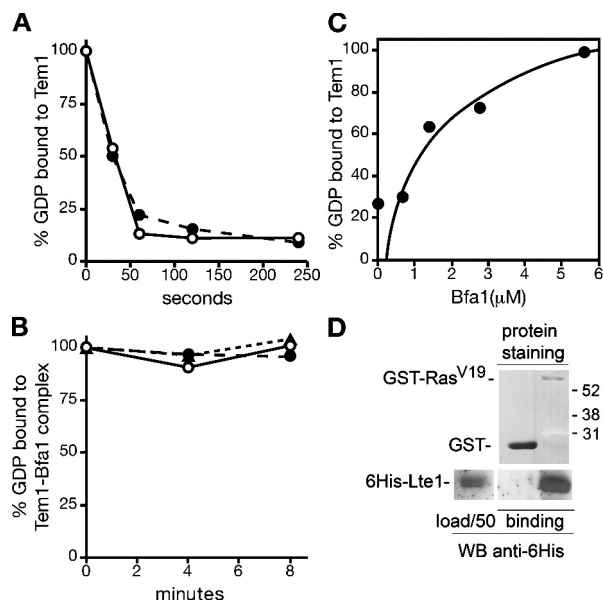 A
% GDP bound to Tem1
100
75
50
25
0
0 50 100 150 200 250
seconds
B
% GDP bound to
Tem1-Bfa1 complex
100
75
50
25
0
0 2 4 6 8
minutes
C
% GDP bound to Tem1
100
80
60
40
20
0
0 1 2 3 4 5 6
Bfa1(μM)
D
protein
staining
GST-RasV19 -
- 52
- 38
- 31
GST-
6His-Lte1-
load/50 binding
WB anti-6His